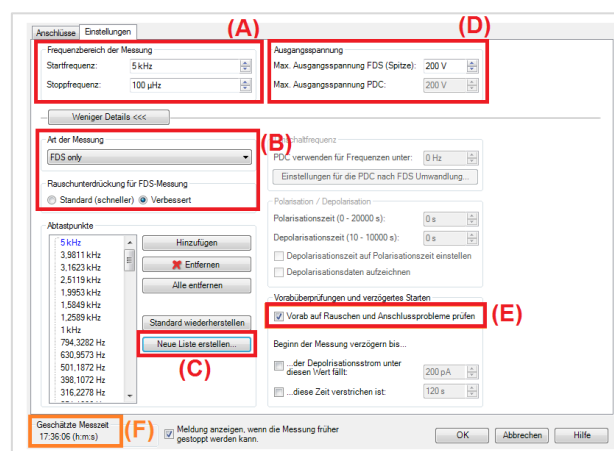 Anschlüsse Einstellungen
(A)
(D)
Frequenzbereich der Messung
Startfrequenz: 5 kHz
Stoppfrequenz: 100 µHz
Ausgangsspannung
Max. Ausgangsspannung FDS (Spitze): 200 V
Max. Ausgangsspannung PDC: 200 V
Weniger Details <<<
Art der Messung
(B)
FDS only
Rauschunterdrückung für FDS-Messung
Standard (schneller) Verbessert
PDC verwenden für Frequenzen unter: 0 Hz
Einstellungen für die PDC nach FDS Umwandlung...
Abtastpunkte
5 kHz
3,9811 kHz
3,1623 kHz
2,5119 kHz
1,9953 kHz
1,5849 kHz
1,2589 kHz
1 kHz
794,3282 Hz
630,9573 Hz
501,1872 Hz
398,1072 Hz
316,2278 Hz
Hinzufügen
Entfernen
Alle entfernen
Standard wiederherstellen
Neue Liste erstellen...
(C)
Polarisation / Depolarisation
Polarisationszeit (0 - 20000 s): 0 s
Depolarisationszeit (10 - 10000 s): 0 s
Depolarisationszeit auf Polarisationszeit einstellen
Depolarisationsdaten aufzeichnen
Vorabüberprüfungen und verzögertes Starten
Vorab auf Rauschen und Anschlussprobleme prüfen
(E)
Beginn der Messung verzögern bis...
...der Depolrisationsstrom unter
diesen Wert fällt: 200 pA
...diese Zeit verstrichen ist: 120 s
Geschätzte Messzeit
17:36:06 (h:m:s)
(F)
Meldung anzeigen, wenn die Messung früher
gestoppt werden kann.
OK Abbrechen Hilfe